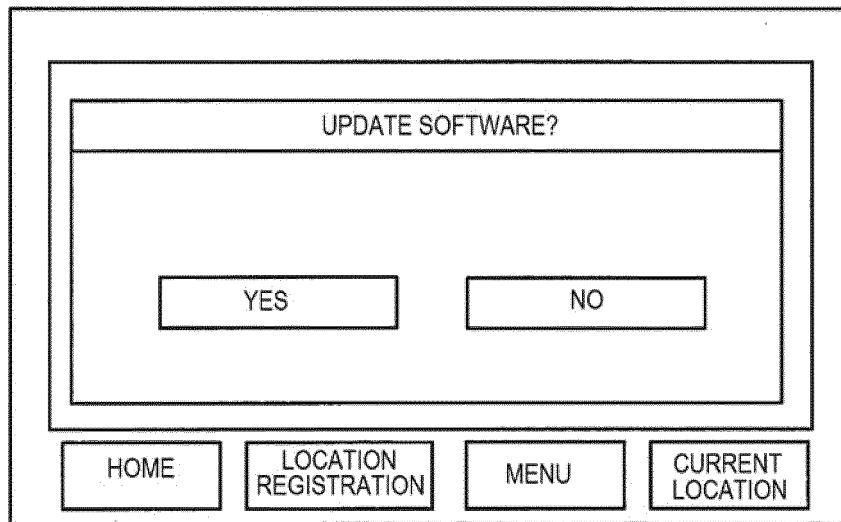 UPDATE SOFTWARE?
YES
NO
HOME
LOCATION
REGISTRATION
MENU
CURRENT
LOCATION